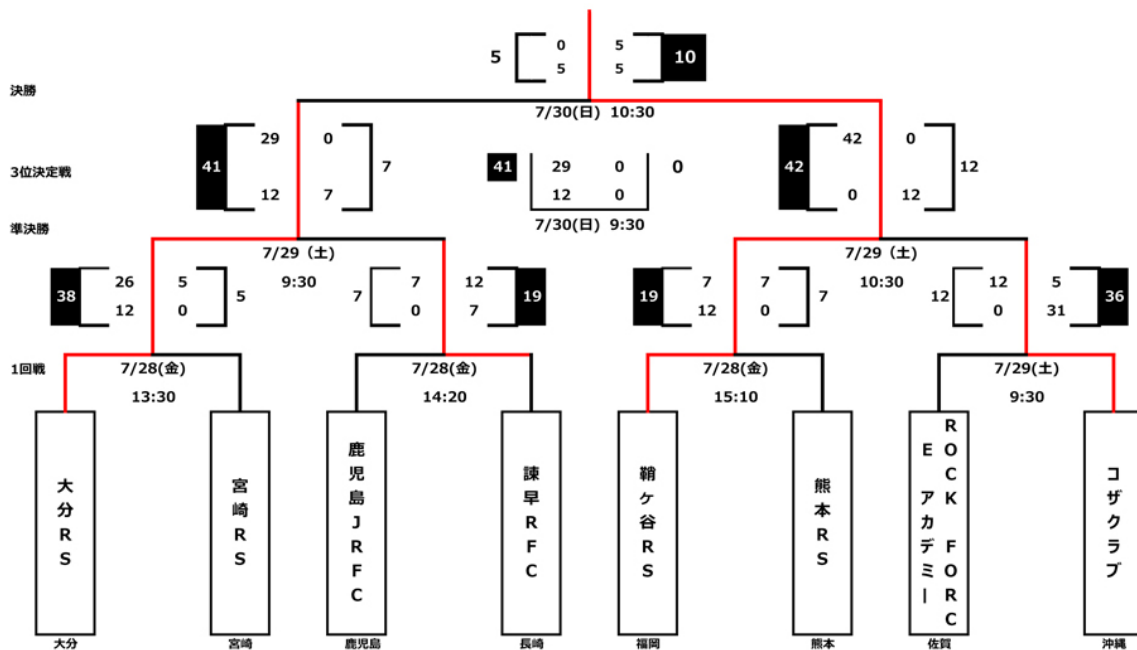 0 5
5 10
5 5
決勝
7/30(日) 10:30
29 0 42 0
41 7 41 29 0 0 42 12
3位決定戦
12 7 12 0 0 12
7/30(日) 9:30
準決勝
7/29 (土) 7/29 (土)
9:30 10:30
26 5 7 12 7 7 12 5
38 5 7 19 19 7 12 36
12 0 0 7 12 0 0 31
1回戦
7/28(金) 7/28(金) 7/28(金) 7/29(土)
13:30 14:20 15:10 9:30
大分RS
宮崎RS
鹿児島JRFC
諫早RFC
鞘ヶ谷RS
熊本RS
ROCK FORC
E アカデミー
コザクラブ
大分 宮崎 鹿児島 長崎 福岡 熊本 佐賀 沖縄